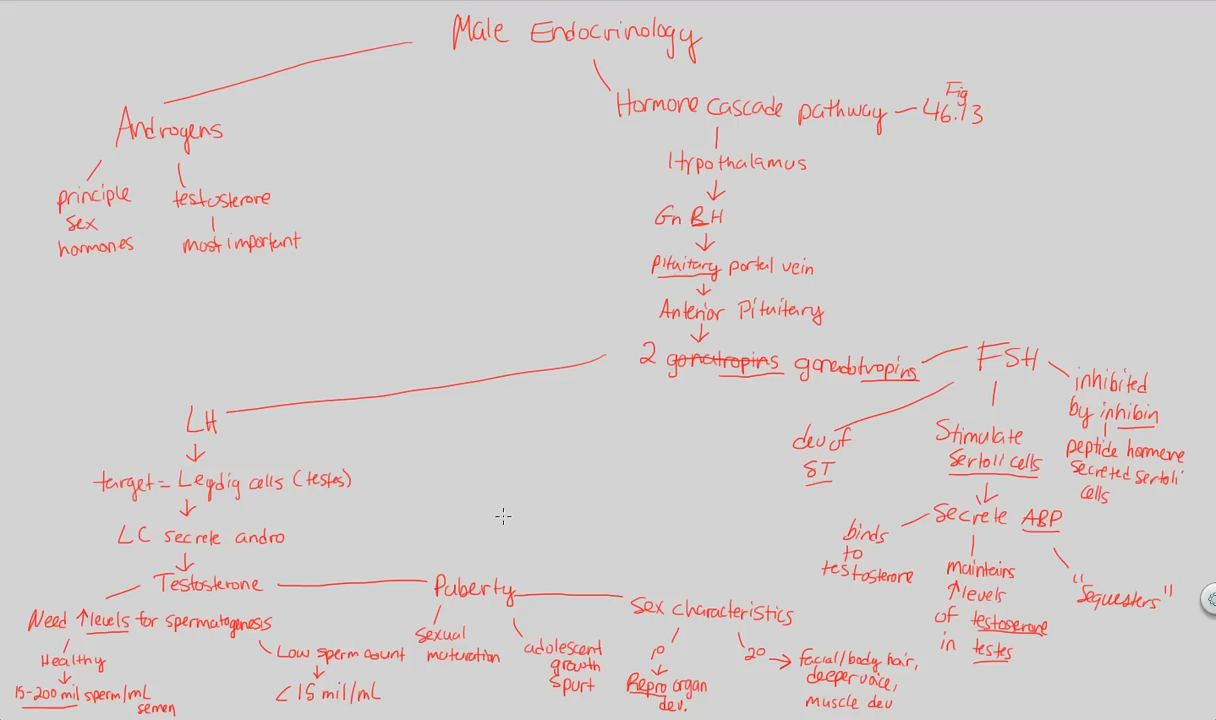 Male Endocrinology
Androgens
principle
sex
hormones
testosterone
most important
Hormone cascade pathway — Fig
46.13
Hypothalamus
↓
GnRH
↓
Pituitary portal vein
↓
Anterior Pituitary
↓
2 gonatropins gonadotropins
LH
↓
target = Leydig cells (testes)
↓
LC secrete andro
↓
Testosterone
Need ↑ levels for spermatogenesis
Healthy
↓
15-200 mil sperm/mL
semen
Low sperm count
↓
<15 mil/mL
Puberty
sexual
maturation
adolescent
growth
spurt
Sex characteristics
1°
↓
Repro organ
dev.
2° → facial/body hair,
deeper voice,
muscle dev
FSH
dev of
ST
Stimulate
Sertoli cells
↓
Secrete ABP
binds
to
testosterone
maintains
↑ levels
of testoserone
in testes
"Sequesters"
inhibited
by inhibin
peptide hormone
secreted sertoli
cells